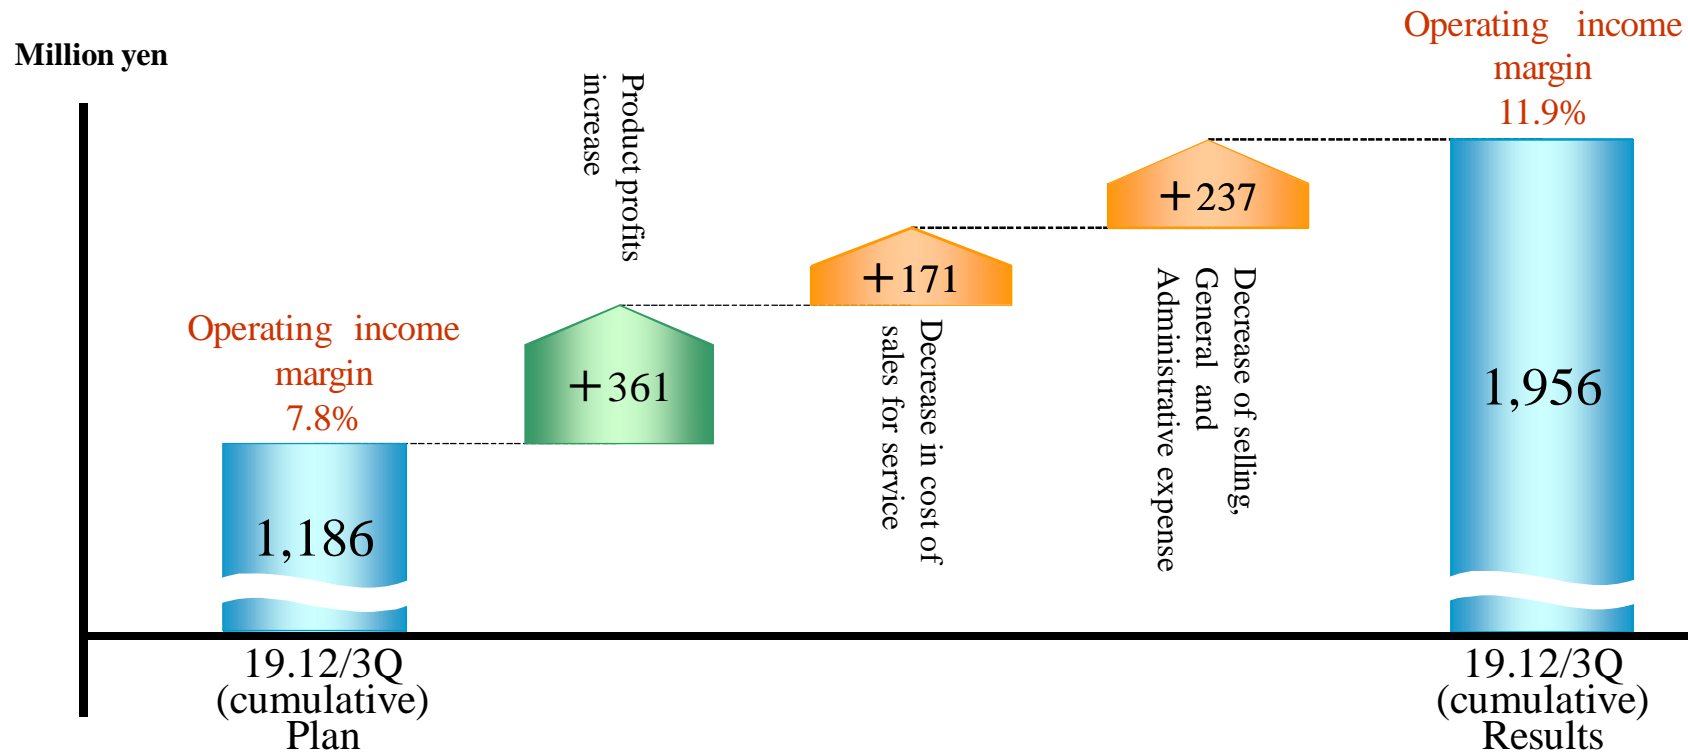 Million yen
Operating income
margin
7.8%
1,186
19.12/3Q
(cumulative)
Plan
Product profits
increase
+361
+171
Decrease in cost of
sales for service
+237
Decrease of selling,
General and
Administrative expense
Operating income
margin
11.9%
1,956
19.12/3Q
(cumulative)
Results